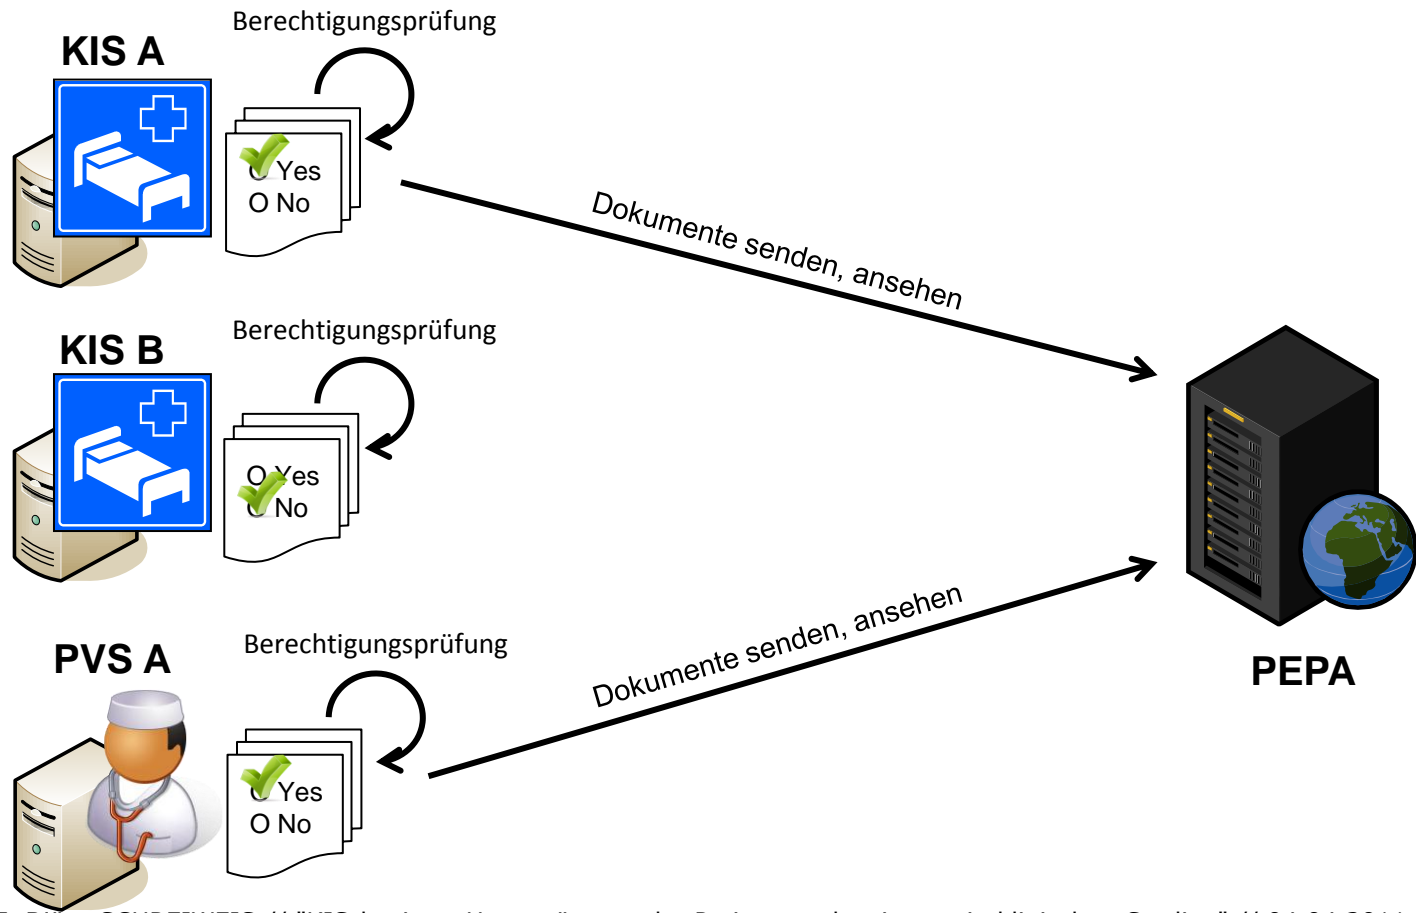 Berechtigungsprüfung
KIS A
Yes
O No
Dokumente senden, ansehen
Berechtigungsprüfung
KIS B
O Yes
No
Berechtigungsprüfung
PVS A
Yes
O No
Dokumente senden, ansehen
PEPA